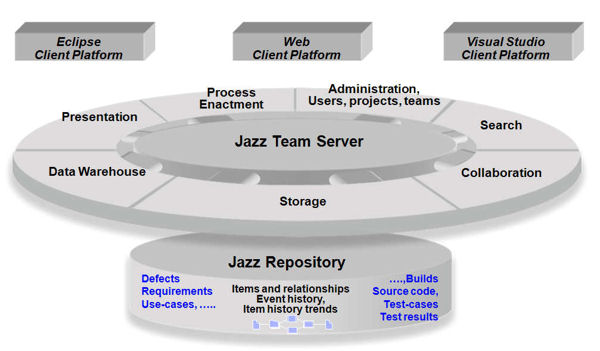 Eclipse
Client Platform
Web
Client Platform
Visual Studio
Client Platform
Process
Enactment
Administration,
Users, projects, teams
Presentation
Search
Jazz Team Server
Data Warehouse
Collaboration
Storage
Jazz Repository
Defects
Requirements
Use-cases, …..
Items and relationships
Event history,
Item history trends
….,Builds
Source code,
Test-cases
Test results